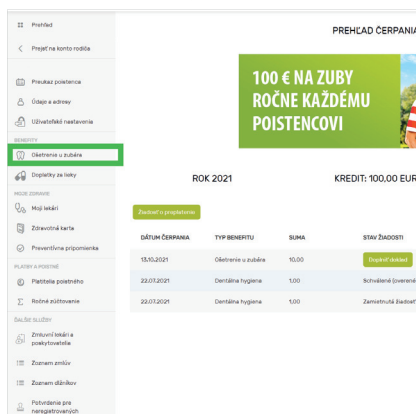 Prehľad
Prejsť na konto rodiča
Preukaz poistenca
Údaje a adresy
Užívateľské nastavenia
BENEFITY
Ošetrenie u zubára
Doplatky za lieky
MOJE ZDRAVIE
Moji lekári
Zdravotná karta
Preventívna pripomienka
PLATBY A POISTNÉ
Platitelia poistného
Ročné zúčtovanie
ĎALŠIE SLUŽBY
Zmluvní lekári a
poskytovatelia
Zoznam zmlúv
Zoznam dlžníkov
Potvrdenie pre
neregistrovaných
PREHĽAD ČERPANIA
100 € NA ZUBY
ROČNE KAŽDÉMU
POISTENCOVI
ROK 2021 KREDIT: 100,00 EUR
Žiadosť o preplatenie
DÁTUM ČERPANIA TYP BENEFITU SUMA STAV ŽIADOSTI
13.10.2021 Ošetrenie u zubára 10,00 Doplniť doklad
22.07.2021 Dentálna hygiena 1,00 Schválené (overené
22.07.2021 Dentálna hygiena 1,00 Zamietnutá žiadosť